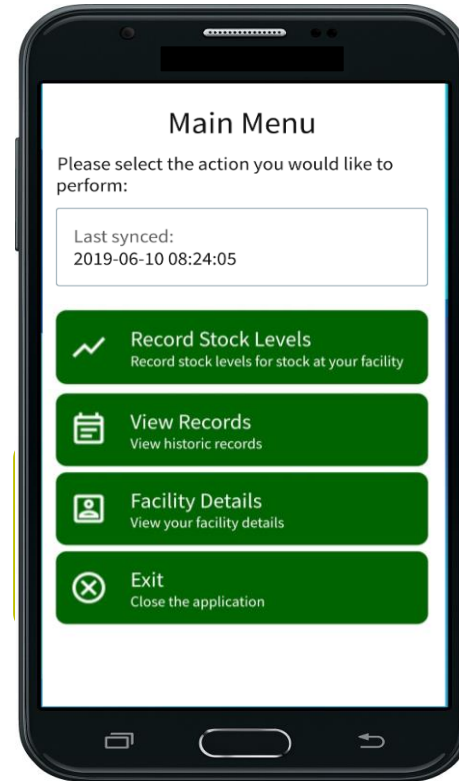 Main Menu
Please select the action you would like to
perform:
Last synced:
2019-06-10 08:24:05
Record Stock Levels
Record stock levels for stock at your facility
View Records
View historic records
Facility Details
View your facility details
Exit
Close the application